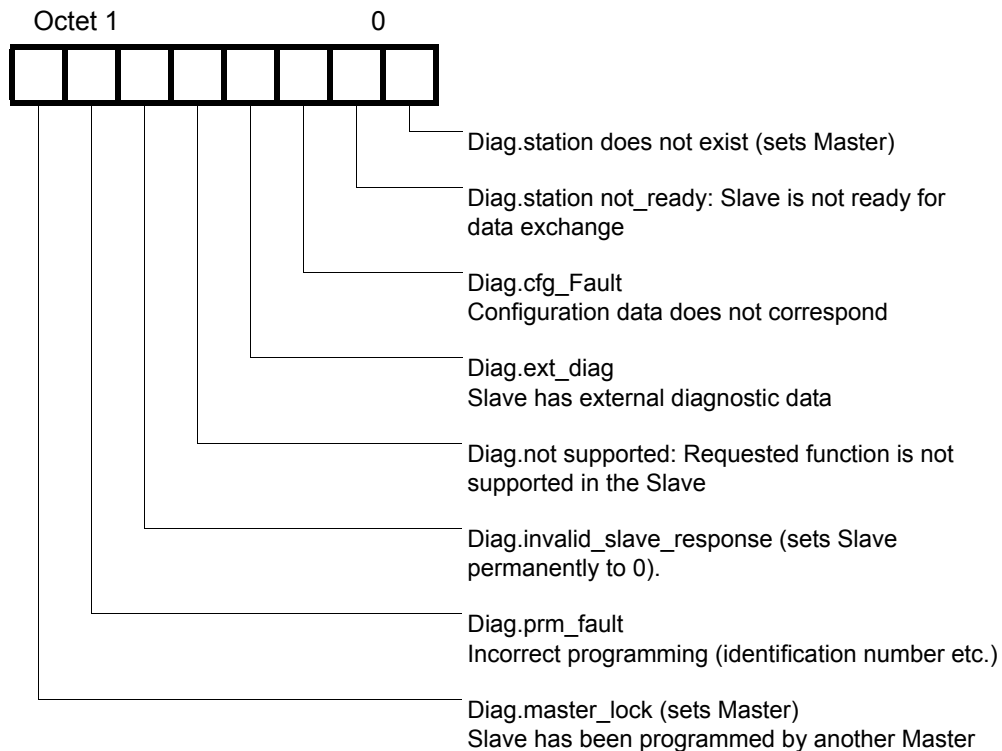 Octet 1 0
Diag.station does not exist (sets Master)
Diag.station not_ready: Slave is not ready for
data exchange
Diag.cfg_Fault
Configuration data does not correspond
Diag.ext_diag
Slave has external diagnostic data
Diag.not supported: Requested function is not
supported in the Slave
Diag.invalid_slave_response (sets Slave
permanently to 0).
Diag.prm_fault
Incorrect programming (identification number etc.)
Diag.master_lock (sets Master)
Slave has been programmed by another Master